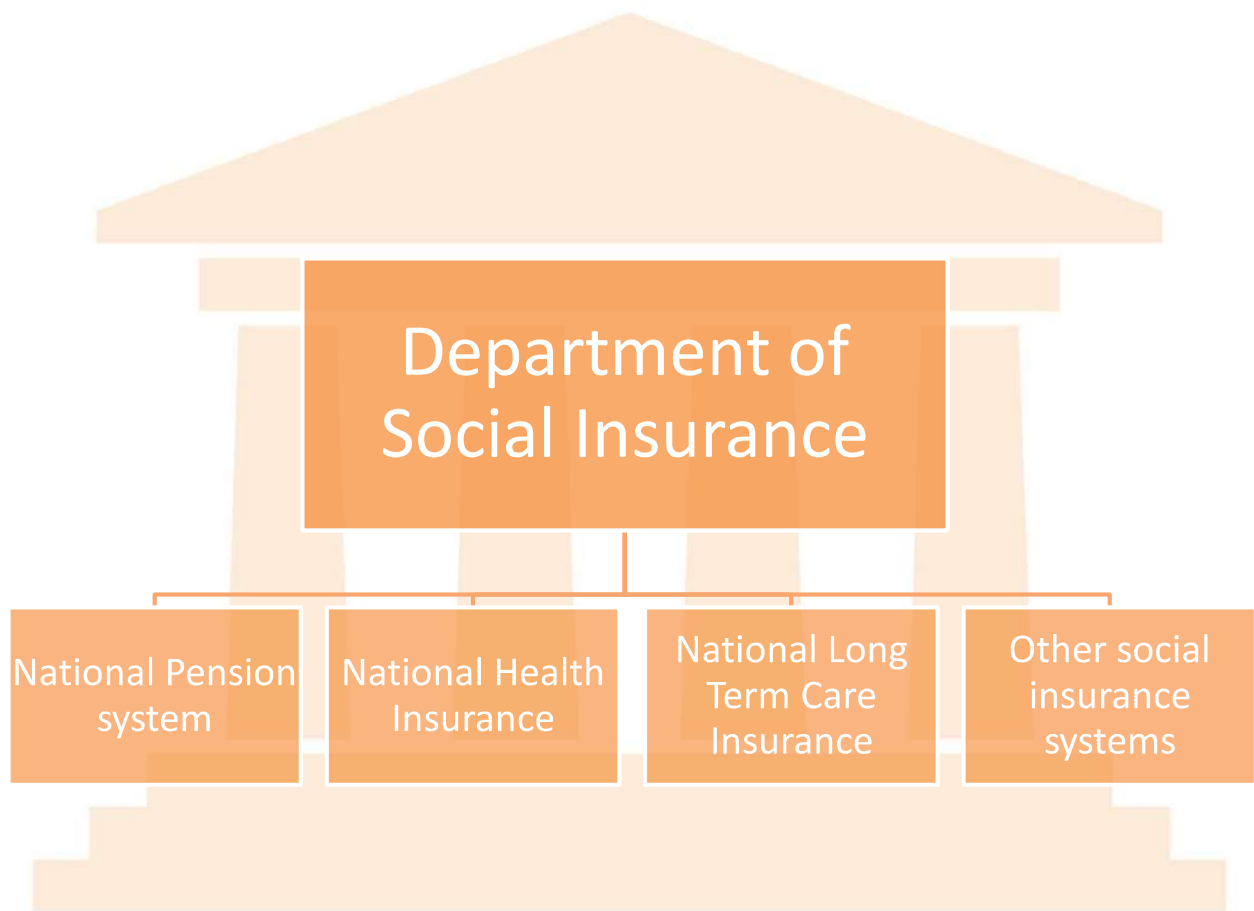 Department of
Social Insurance
National Pension
system
National Health
Insurance
National Long
Term Care
Insurance
Other social
insurance
systems